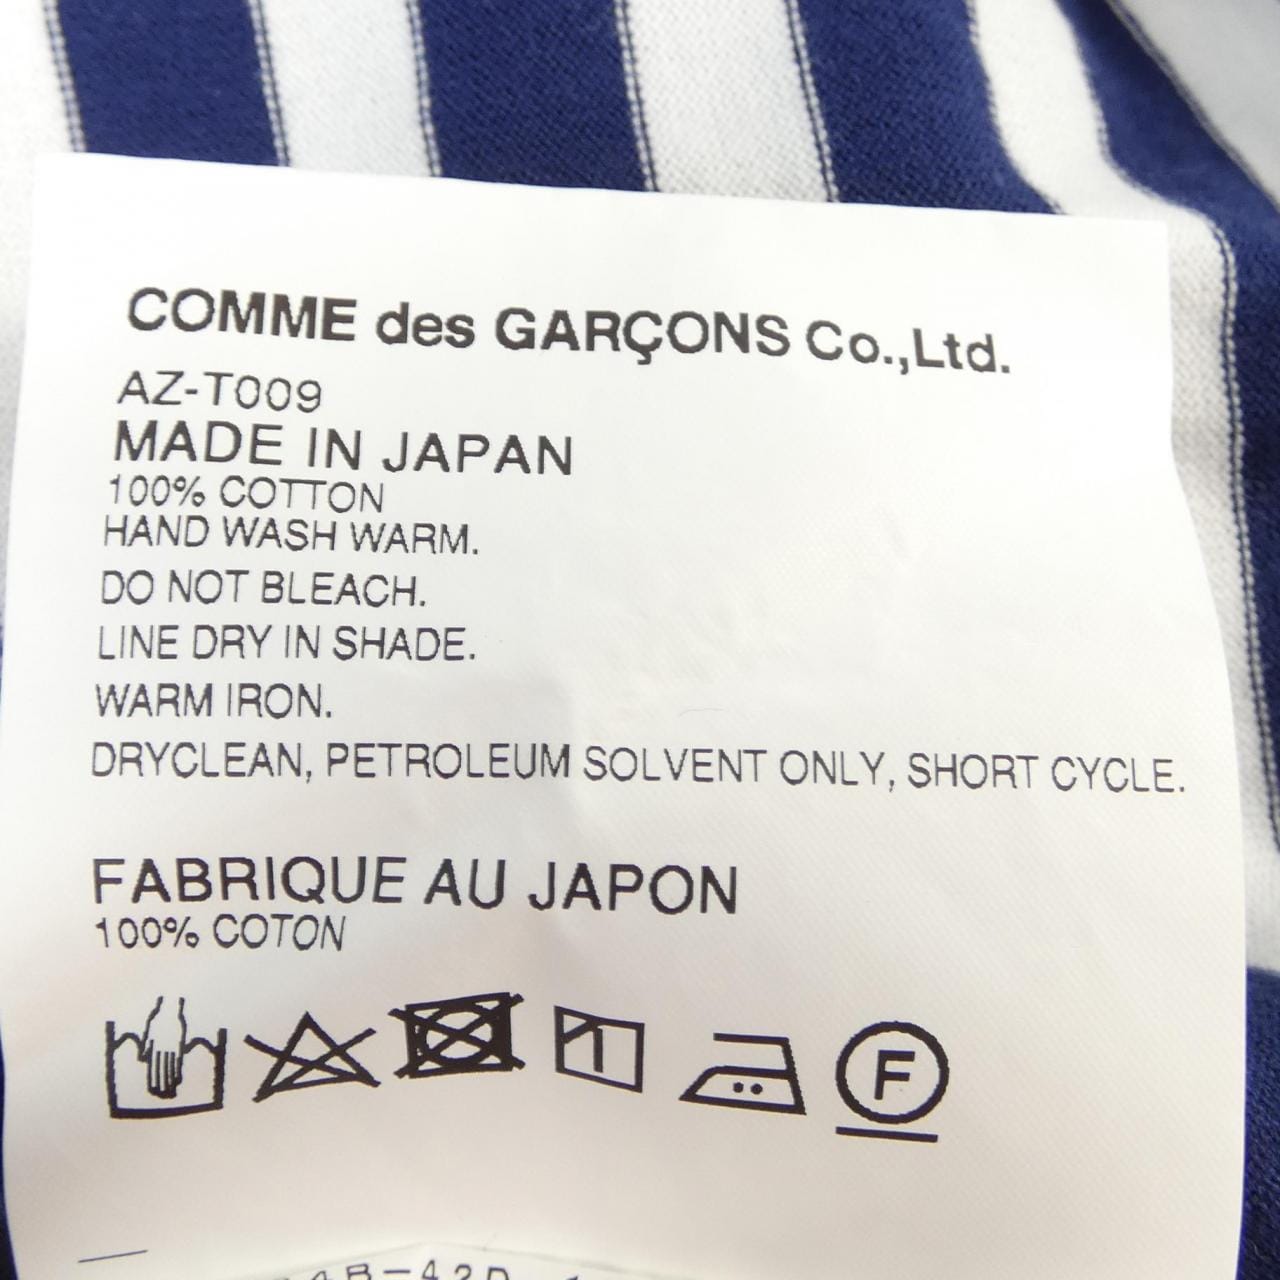 COMME des GARÇONS Co.,Ltd.
AZ-T009
MADE IN JAPAN
100% COTTON
HAND WASH WARM.
DO NOT BLEACH.
LINE DRY IN SHADE.
WARM IRON.
DRYCLEAN, PETROLEUM SOLVENT ONLY, SHORT CYCLE.
FABRIQUE AU JAPON
100% COTON
F